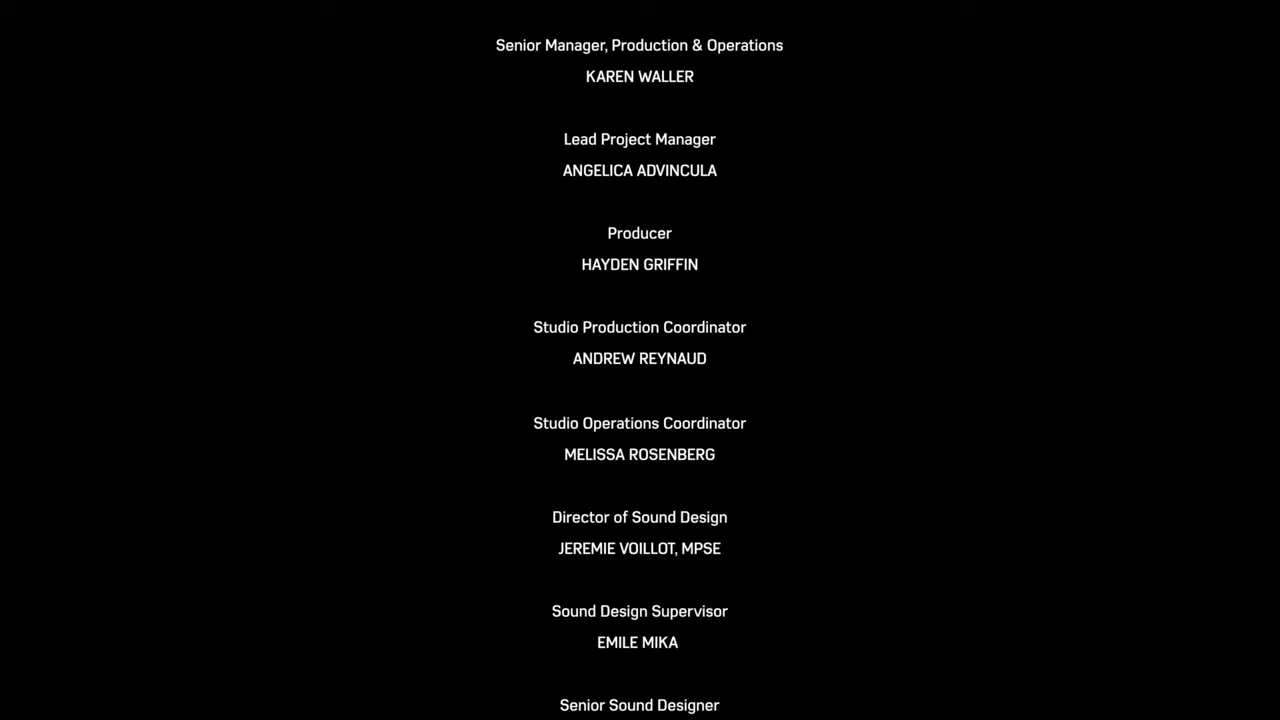 Senior Manager, Production & Operations
KAREN WALLER
Lead Project Manager
ANGELICA ADVINCULA
Producer
HAYDEN GRIFFIN
Studio Production Coordinator
ANDREW REYNAUD
Studio Operations Coordinator
MELISSA ROSENBERG
Director of Sound Design
JEREMIE VOILLOT, MPSE
Sound Design Supervisor
EMILE MIKA
Senior Sound Designer